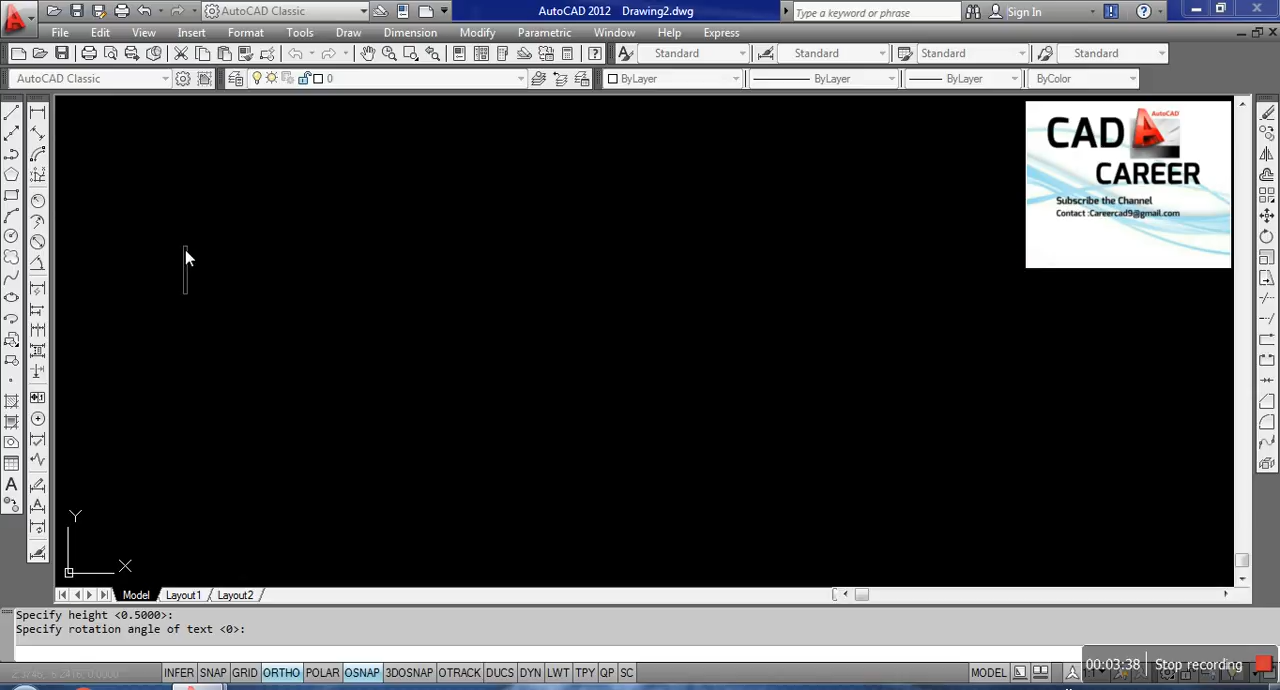 AutoCAD Classic
AutoCAD 2012 Drawing2.dwg
Type a keyword or phrase
Sign In
File Edit View Insert Format Tools Draw Dimension Modify Parametric Window Help Express
Standard Standard Standard Standard
AutoCAD Classic 0 ByLayer ByLayer ByLayer ByColor
AutoCAD
CAD
CAREER
Subscribe the Channel
Contact :Careercad9@gmail.com
Y
X
Model Layout1 Layout2
Specify height <0.5000>:
Specify rotation angle of text <0>:
INFER SNAP GRID ORTHO POLAR OSNAP 3DOSNAP OTRACK DUCS DYN LWT TPY QP SC MODEL
00:03:38 Stop recording